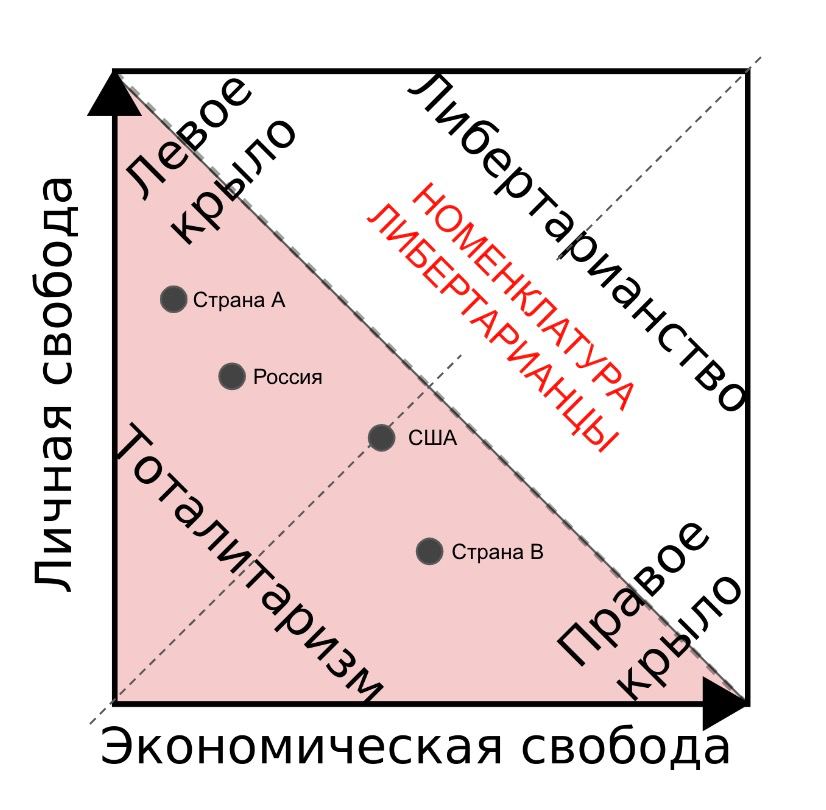 Левое
крыло
Либертарианство
НОМЕНКЛАТУРА
ЛИБЕРТАРИАНЦЫ
Страна А
Россия
США
Страна В
Тоталитаризм
Правое
крыло
Личная свобода
Экономическая свобода